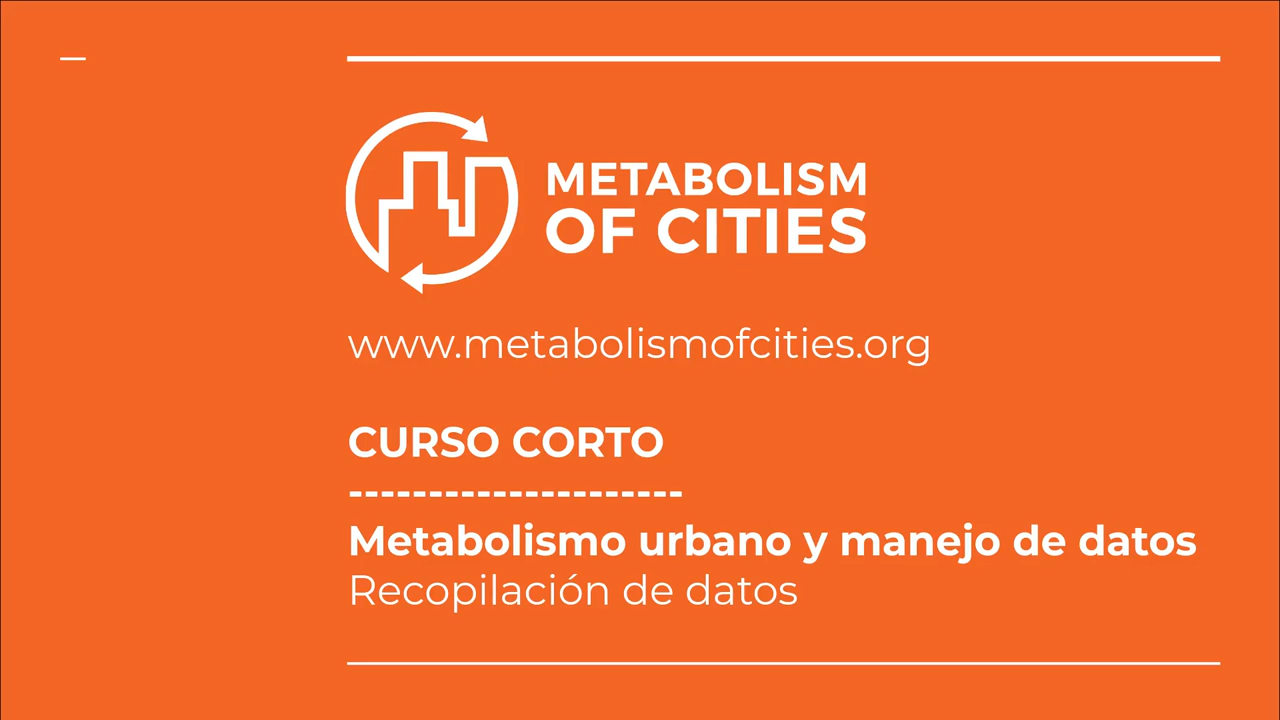 METABOLISM
OF CITIES
www.metabolismofcities.org
CURSO CORTO
---------------------
Metabolismo urbano y manejo de datos
Recopilación de datos